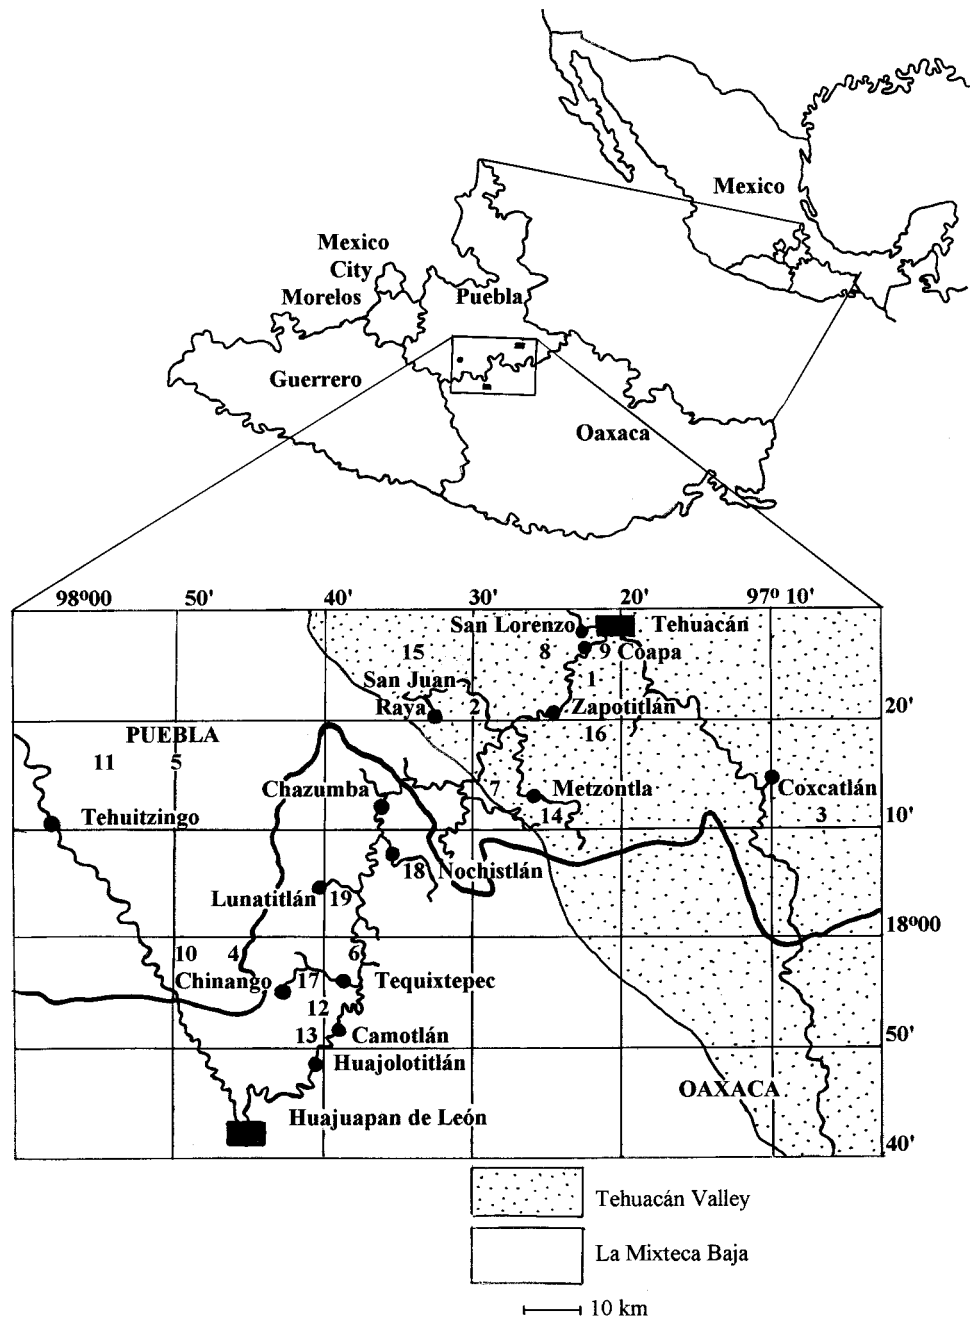 Mexico
Mexico
City
Morelos
Puebla
Guerrero
Oaxaca
98º00
50'
40'
30'
20'
97º 10'
San Lorenzo
Tehuacán
15
8
9
Coapa
San Juan
Raya
2
1
Zapotitlán
20'
16
PUEBLA
11
5
Chazumba
7
Metzontla
Coxcatlán
Tehuitzingo
14
3
10'
18
Nochistlán
Lunatitlán
19
18º00
10
4
6
Chinango
17
Tequixtepec
12
13
Camotlán
50'
Huajolotitlán
OAXACA
Huajuapan de León
40'
Tehuacán Valley
La Mixteca Baja
10 km